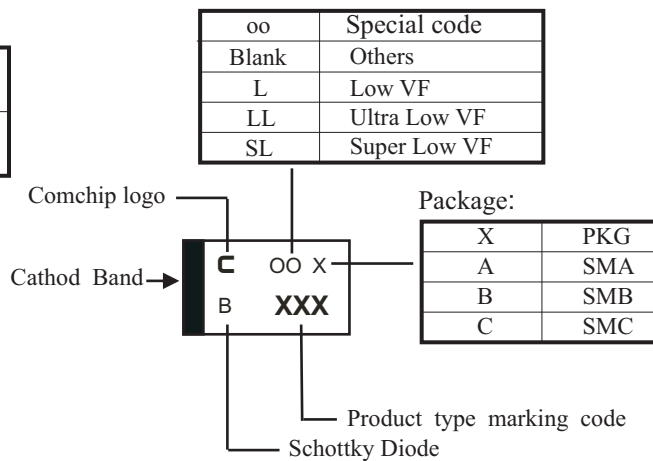 oo Special code
Blank Others
L Low VF
LL Ultra Low VF
SL Super Low VF
Comchip logo
Package:
X PKG
A SMA
B SMB
C SMC
Cathod Band
C OO X
B XXX
Product type marking code
Schottky Diode